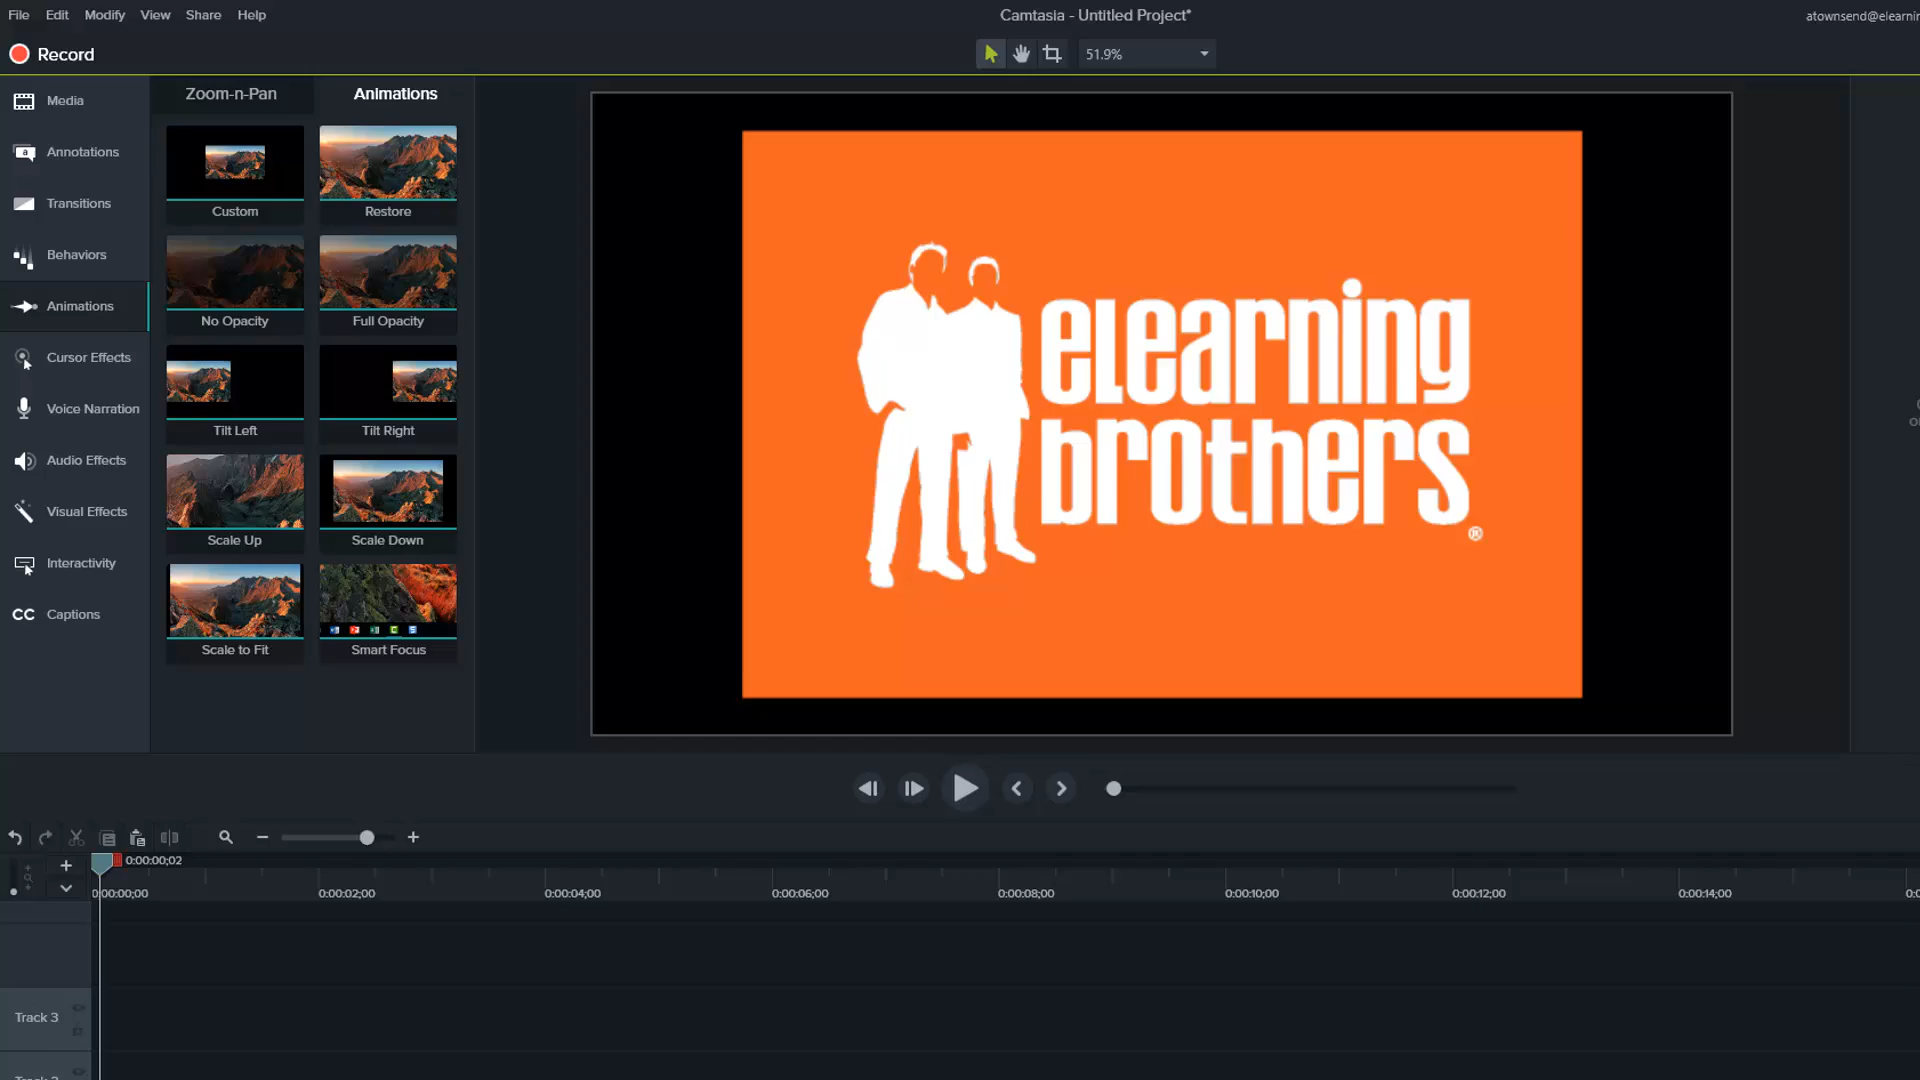 File Edit Modify View Share Help
Camtasia - Untitled Project*
atownsend@elearnin
Record
51.9%
Media
Annotations
Transitions
Behaviors
Animations
Cursor Effects
Voice Narration
Audio Effects
Visual Effects
Interactivity
CC Captions
Zoom-n-Pan Animations
Custom Restore
No Opacity Full Opacity
Tilt Left Tilt Right
Scale Up Scale Down
Scale to Fit Smart Focus
eLearning
brothers®
0:00:00;02
0:00:00;00 0:00:02;00 0:00:04;00 0:00:06;00 0:00:08;00 0:00:10;00 0:00:12;00 0:00:14;00
Track 3